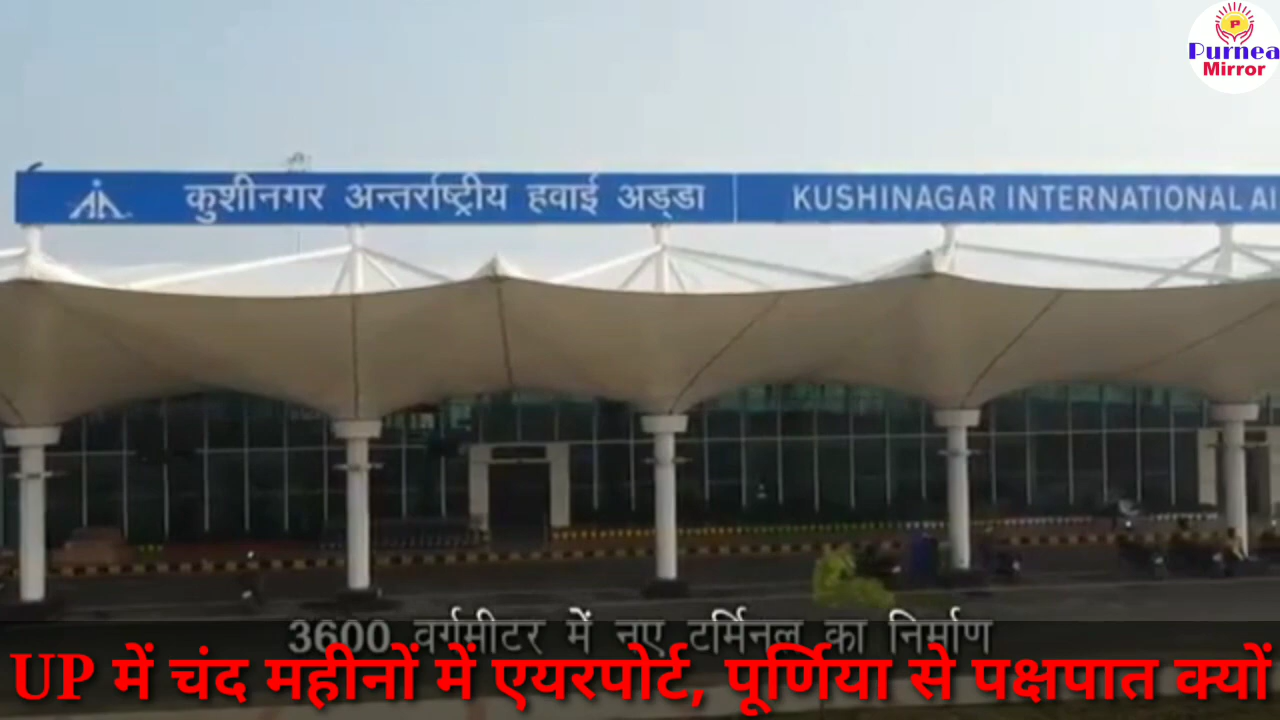 P
Purnea
Mirror
कुशीनगर अन्तर्राष्ट्रीय हवाई अड्डा KUSHINAGAR INTERNATIONAL AI
3600 वर्गमीटर में नए टर्मिनल का निर्माण
UP में चंद महीनों में एयरपोर्ट, पूर्णिया से पक्षपात क्यों